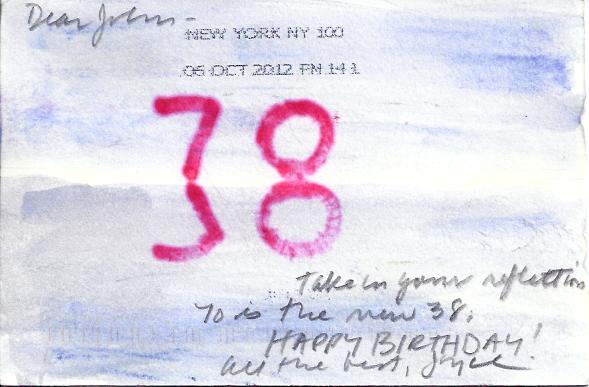 Dear John -
NEW YORK NY 100
06 OCT 2012 PM 14 1
38
Take in your reflection
70 is the new 38.
HAPPY BIRTHDAY!
All the best, Joyce